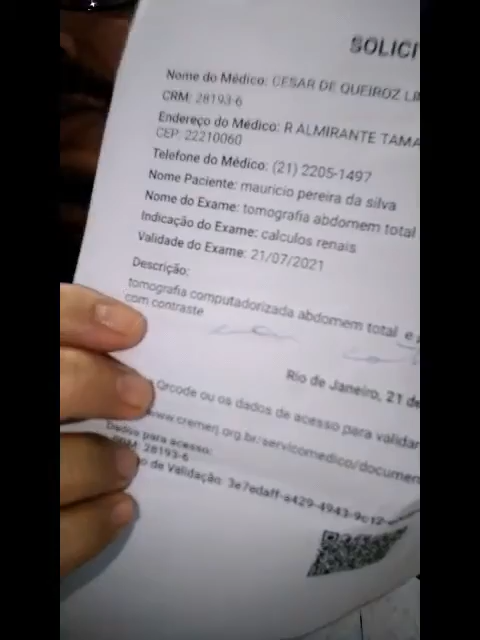 SOLICI
Nome do Médico: CESAR DE QUEIROZ
CRM: 28193-6
Endereço do Médico: R ALMIRANTE TAMA
CEP: 22210060
Telefone do Médico: (21) 2205-1497
Nome Paciente: mauricio pereira da silva
Nome do Exame: tomografia abdomem total
Indicação do Exame: calculos renais
Validade do Exame: 21/07/2021
Descrição:
tomografia computadorizada abdomem total e
com contraste
Rio de Janeiro, 21 de
Qrcode ou os dados de acesso para validar
www.cremerj.org.br/servicomedico/documen
Dados para acesso:
CRM: 28193-6
de Validação: 3e7edaff-a429-4943-9c12-